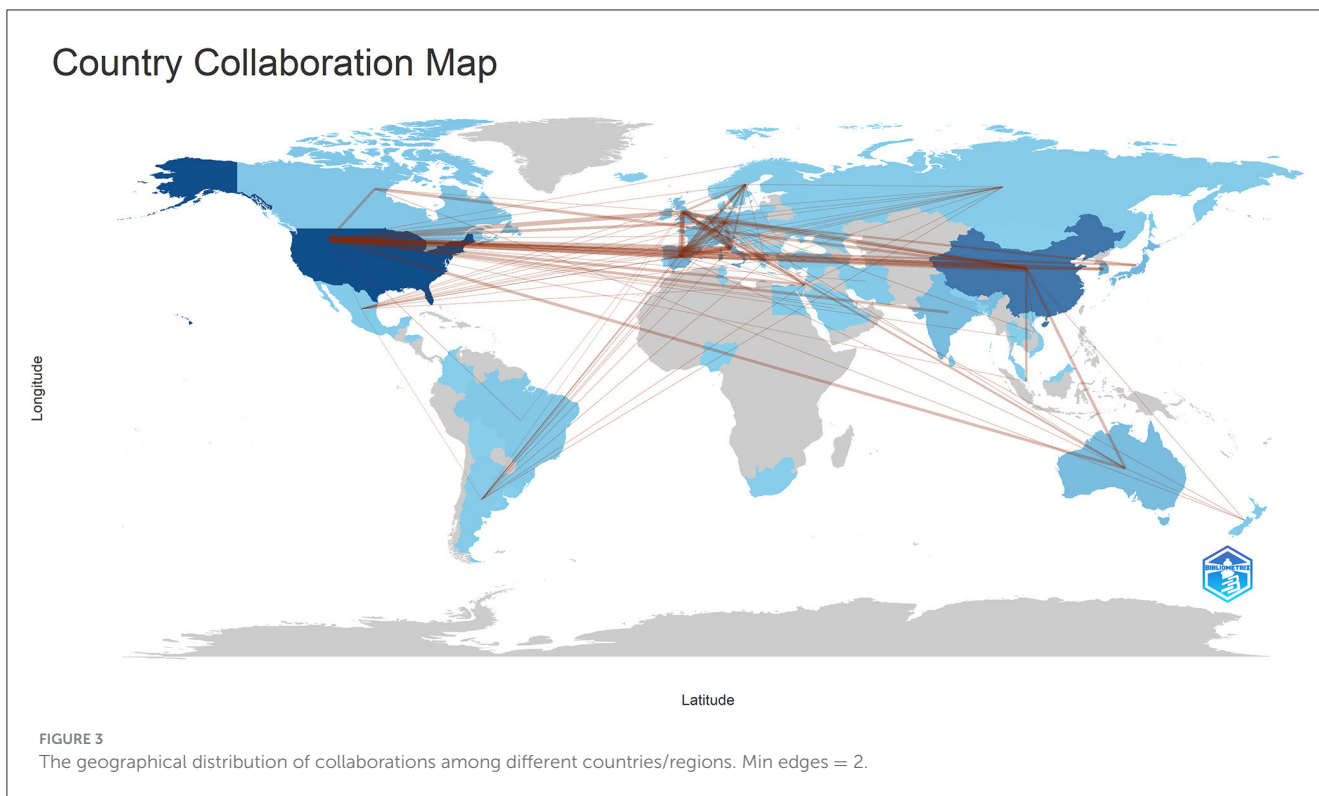 Country Collaboration Map
Longitude
BIBLIOMETRIX
Latitude
FIGURE 3
The geographical distribution of collaborations among different countries/regions. Min edges = 2.